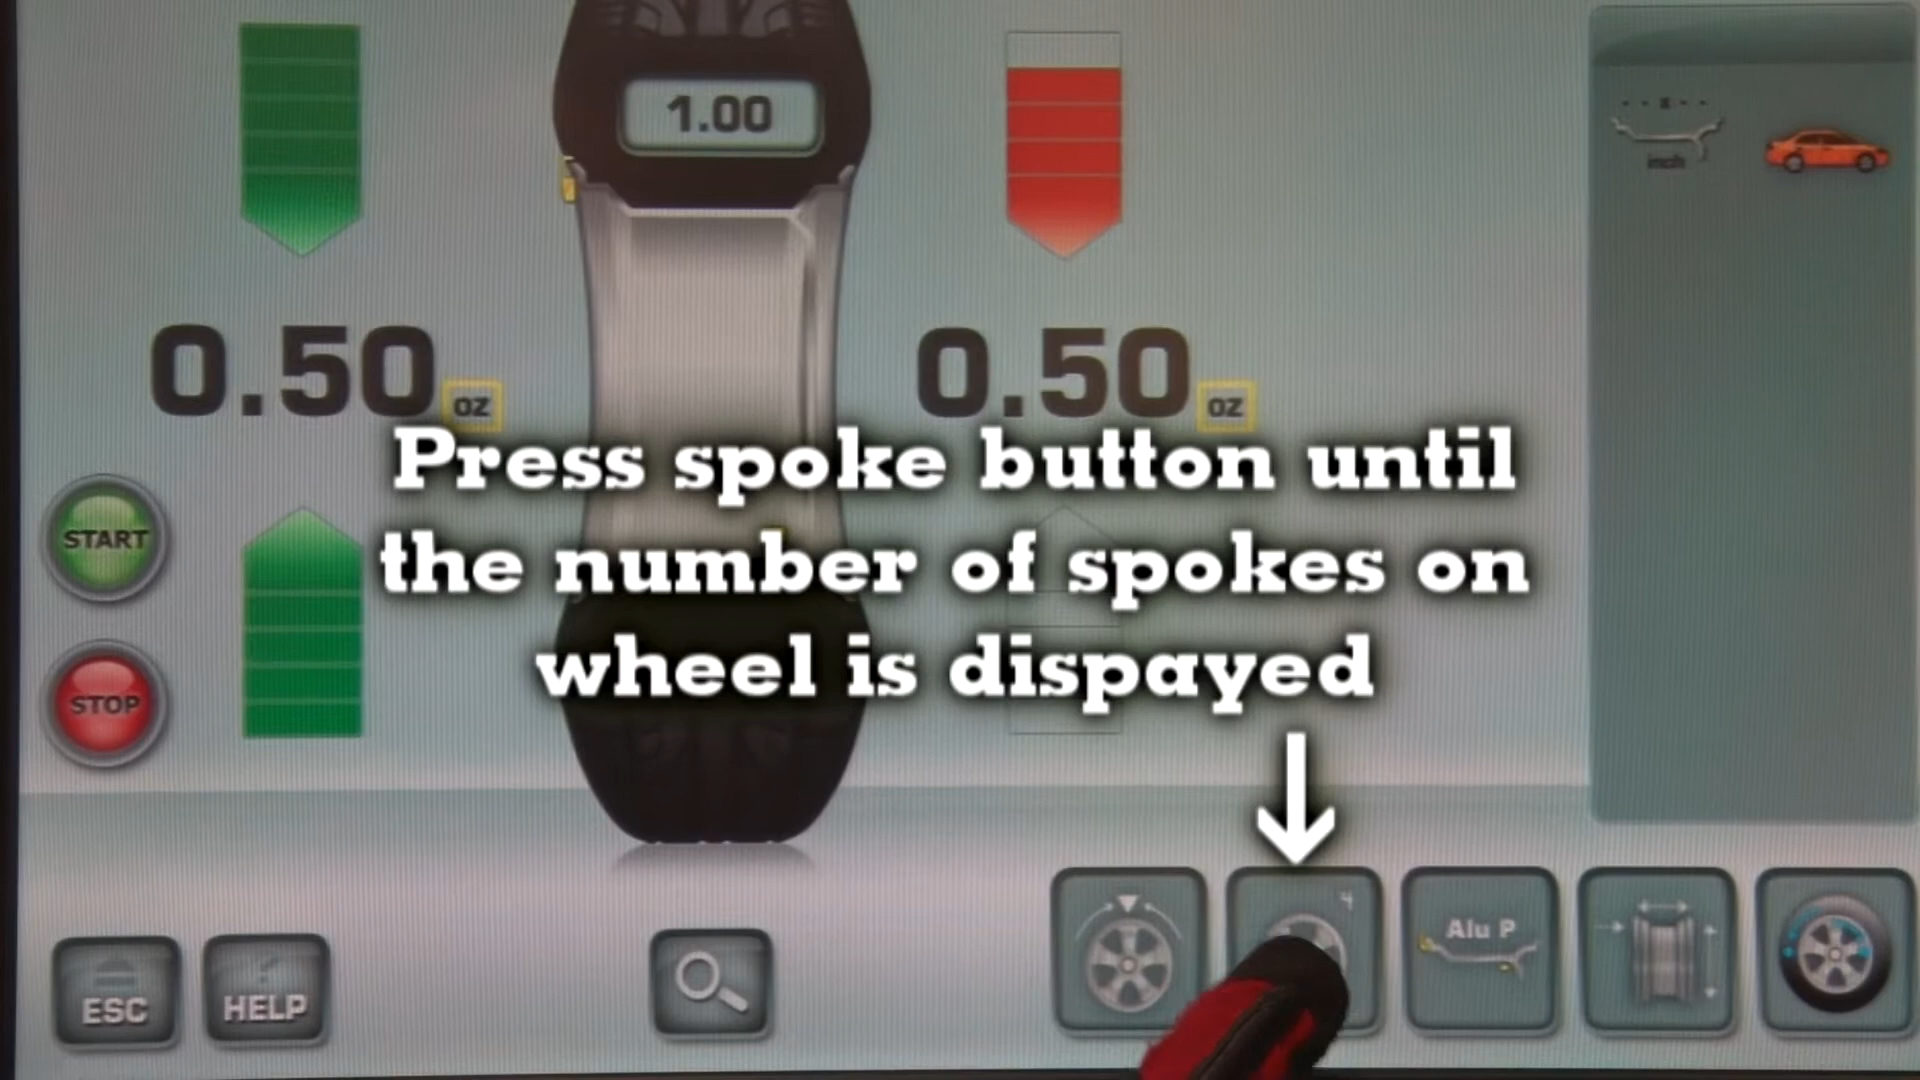 1.00
inch
0.50 oz
0.50 oz
Press spoke button until
the number of spokes on
wheel is dispayed
START
STOP
4
Alu P
ESC
HELP